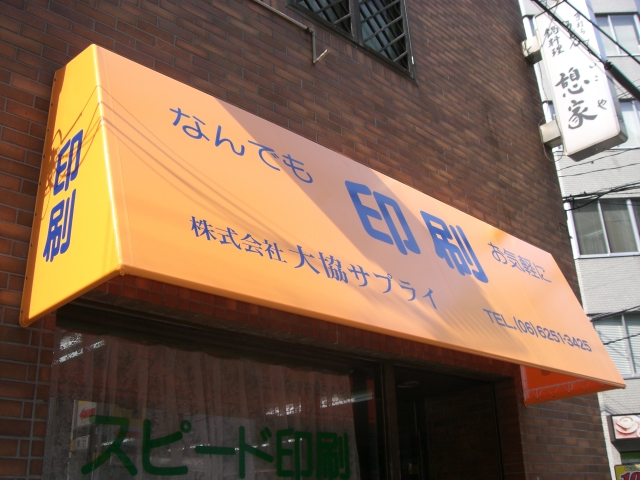 印刷
なんでも 印刷 お気軽に
株式会社 大協サプライ
TEL.(06)6251-3425
スピード印刷
想家